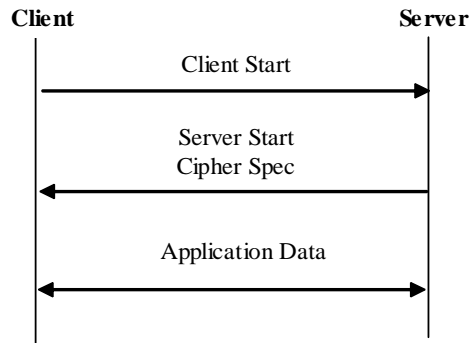 Client
Server
Client Start
Server Start
Cipher Spec
Application Data